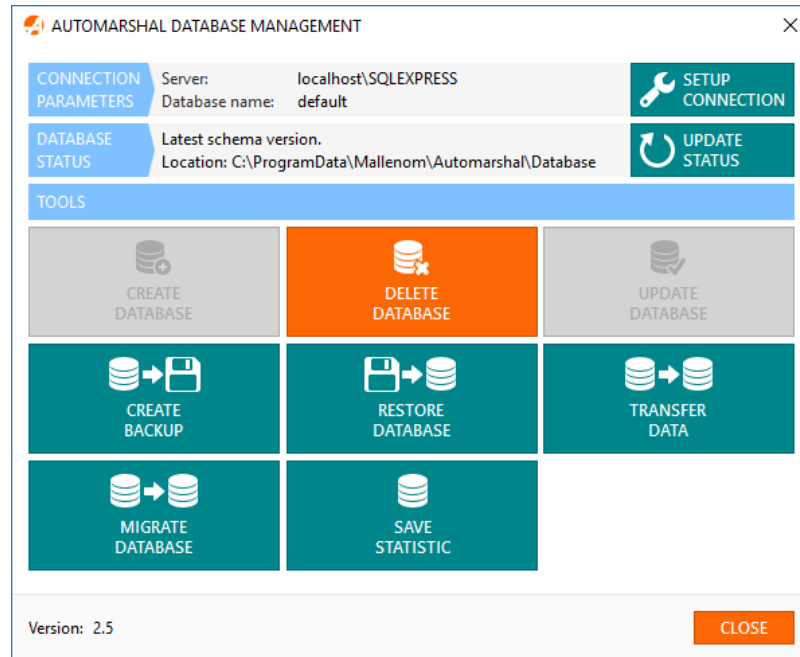 AUTOMARSHAL DATABASE MANAGEMENT
CONNECTION PARAMETERS
Server: localhost\SQLEXPRESS
Database name: default
SETUP CONNECTION
DATABASE STATUS
Latest schema version.
Location: C:\ProgramData\Mallenom\Automarshal\Database
UPDATE STATUS
TOOLS
CREATE DATABASE
DELETE DATABASE
UPDATE DATABASE
CREATE BACKUP
RESTORE DATABASE
TRANSFER DATA
MIGRATE DATABASE
SAVE STATISTIC
Version: 2.5
CLOSE